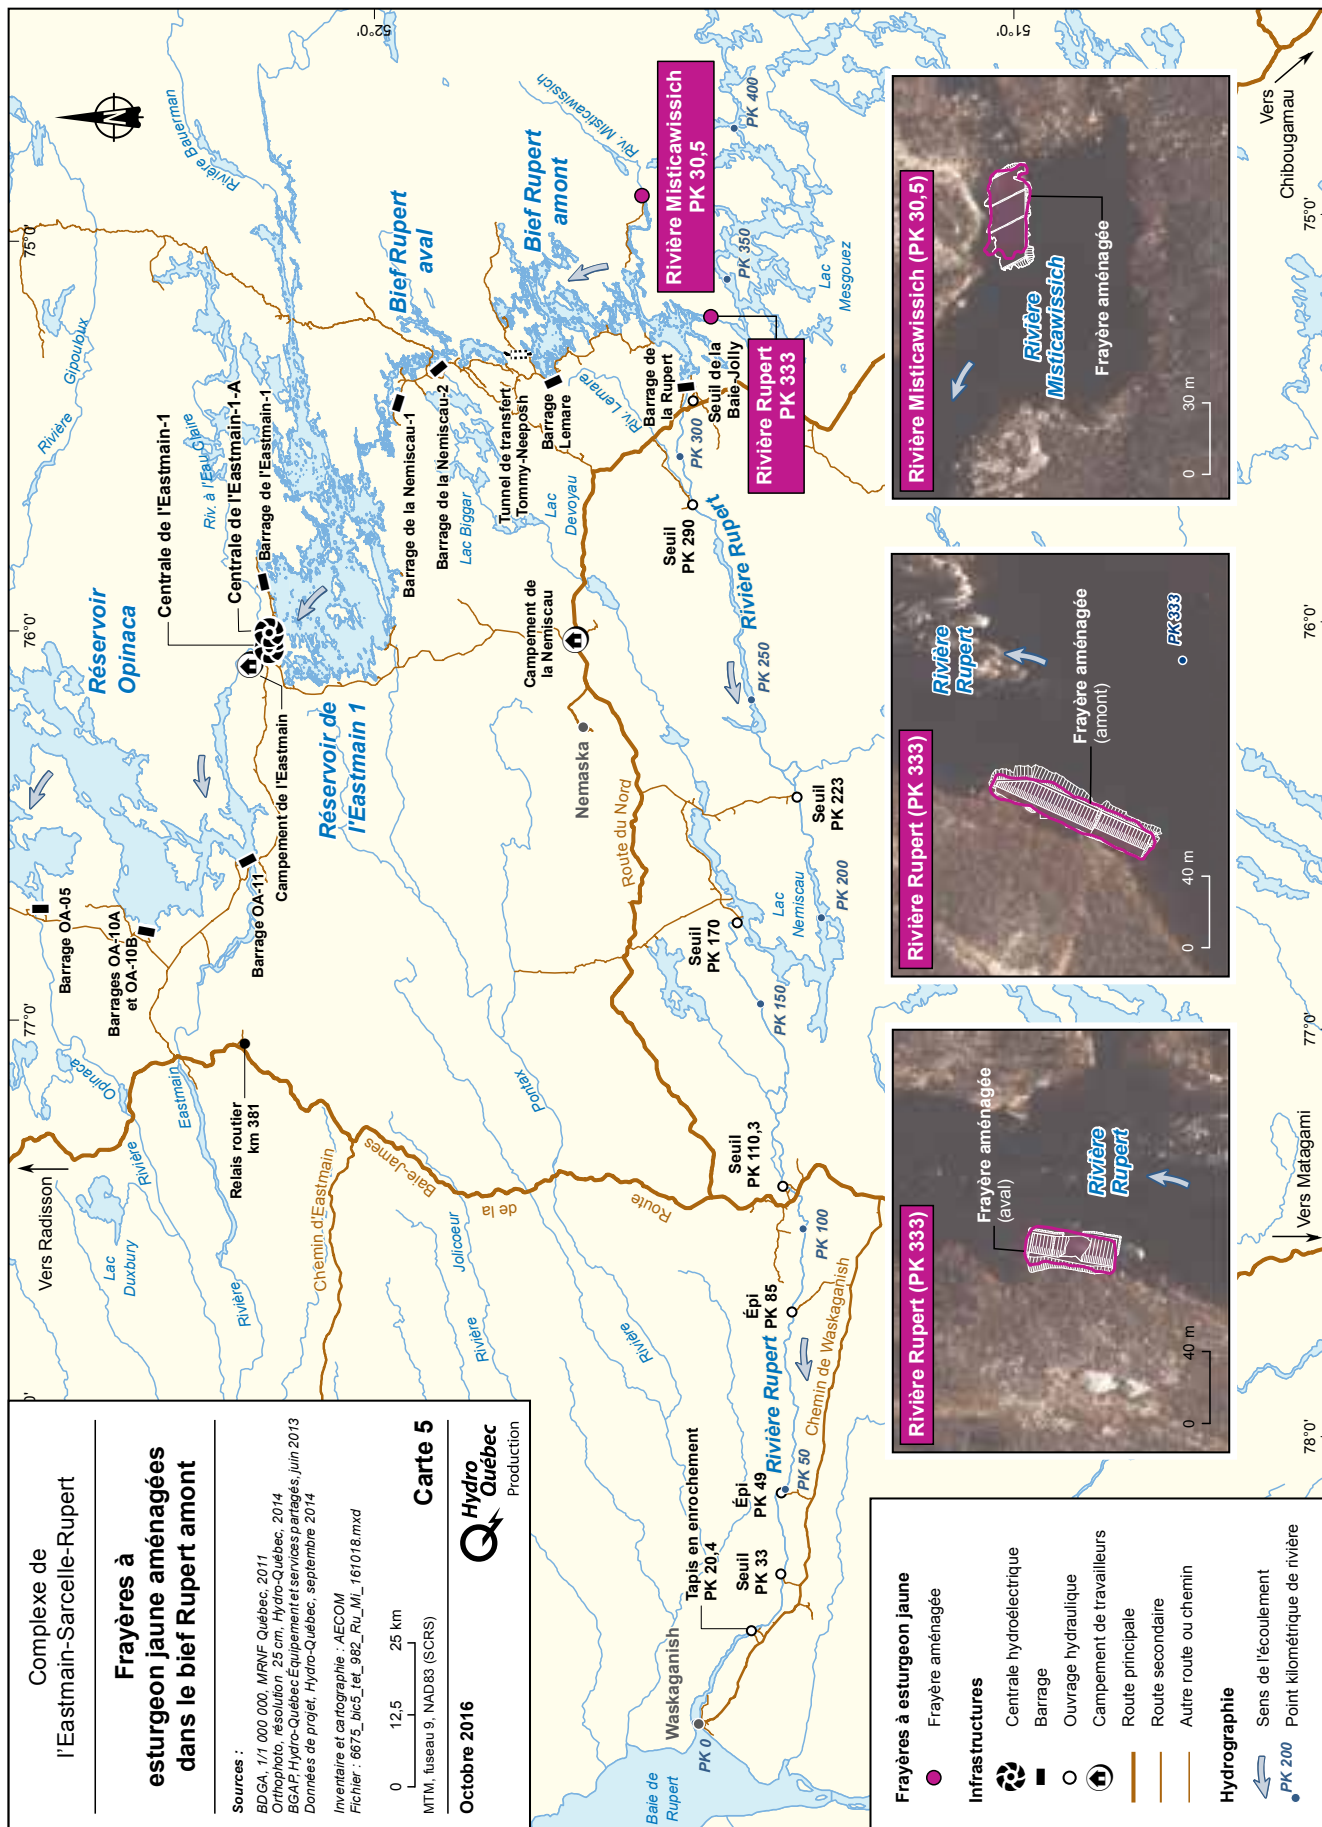 Complexe de
l'Eastmain-Sarcelle-Rupert
Frayères à
esturgeon jaune aménagées
dans le bief Rupert amont
Sources :
BDGA, 1/1 000 000, MRNF Québec, 2011
Orthophoto, résolution 25 cm, Hydro-Québec, 2014
BGAP, Hydro-Québec Équipement et services partagés, juin 2013
Données de projet, Hydro-Québec, septembre 2014
Inventaire et cartographie : AECOM
Fichier : 6675_bic5_tet_982_Ru_Mi_161018.mxd
0 12,5 25 km
MTM, fuseau 9, NAD83 (SCRS)
Carte 5
Octobre 2016
Hydro
Québec
Production
Vers Radisson
77°0'
76°0'
75°0'
52°0'
51°0'
Lac
Duxbury
Rivière
Opinaca
Rivière
Eastmain
Relais routier
km 381
Chemin d'Eastmain
Route
de la
Baie-James
Rivière
Jolicoeur
Rivière
Pontax
Barrage OA-05
Barrages OA-10A
et OA-10B
Barrage OA-11
Campement de l'Eastmain
Réservoir
Opinaca
Centrale de l'Eastmain-1
Centrale de l'Eastmain-1-A
Barrage de l'Eastmain-1
Réservoir de
l'Eastmain 1
Riv. à l'Eau Claire
Rivière
Gipouloux
Rivière Bauerman
Barrage de la Nemiscau-1
Barrage de la Nemiscau-2
Lac Biggar
Tunnel de transfert
Tommy-Neeposh
Barrage
Lemare
Riv. Lemare
Lac
Devoyau
Bief Rupert
aval
Bief Rupert
amont
Riv. Misticawissich
Barrage de
la Rupert
Seuil de la
Baie-Jolly
Rivière Misticawissich
PK 30,5
Rivière Rupert
PK 333
Lac
Mesgouez
PK 400
PK 350
PK 300
Seuil
PK 290
Rivière Rupert
PK 250
Campement de
la Nemiscau
Nemaska
Route du Nord
Seuil
PK 223
Lac
Nemiscau
PK 200
Seuil
PK 170
PK 150
Seuil
PK 110,3
PK 100
Épi
PK 85
Rivière Rupert
Chemin de Waskaganish
Épi
PK 49
PK 50
Seuil
PK 33
Tapis en enrochement
PK 20,4
Waskaganish
PK 0
Baie de
Rupert
Frayères à esturgeon jaune
Frayère aménagée
Infrastructures
Centrale hydroélectrique
Barrage
Ouvrage hydraulique
Campement de travailleurs
Route principale
Route secondaire
Autre route ou chemin
Hydrographie
Sens de l'écoulement
PK 200 Point kilométrique de rivière
Rivière Rupert (PK 333)
Frayère aménagée
(aval)
Rivière
Rupert
0 40 m
Rivière Rupert (PK 333)
Rivière
Rupert
Frayère aménagée
(amont)
PK333
0 40 m
Rivière Misticawissich (PK 30,5)
Rivière
Misticawissich
Frayère aménagée
0 30 m
78°0'
Vers Matagami
77°0'
76°0'
75°0'
Vers
Chibougamau